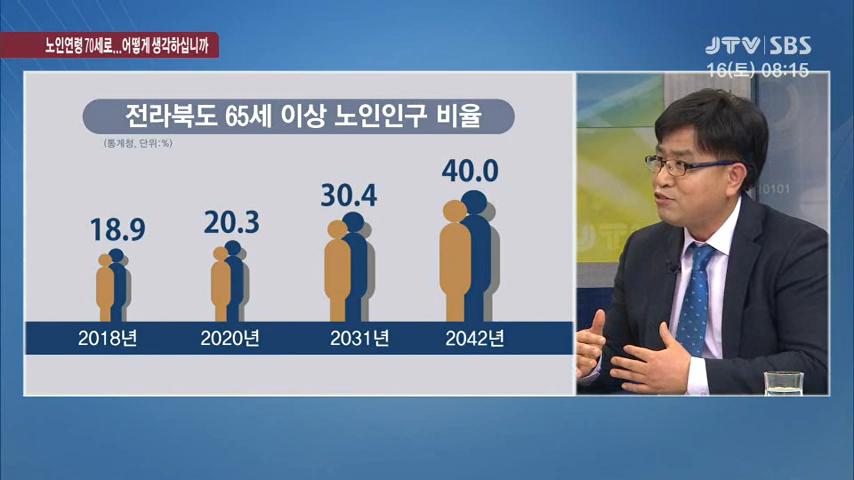 노인연령 70세로...어떻게 생각하십니까
JTV SBS
16(토) 08:15
전라북도 65세 이상 노인인구 비율
(통계청, 단위:%)
18.9
20.3
30.4
40.0
2018년
2020년
2031년
2042년
10101